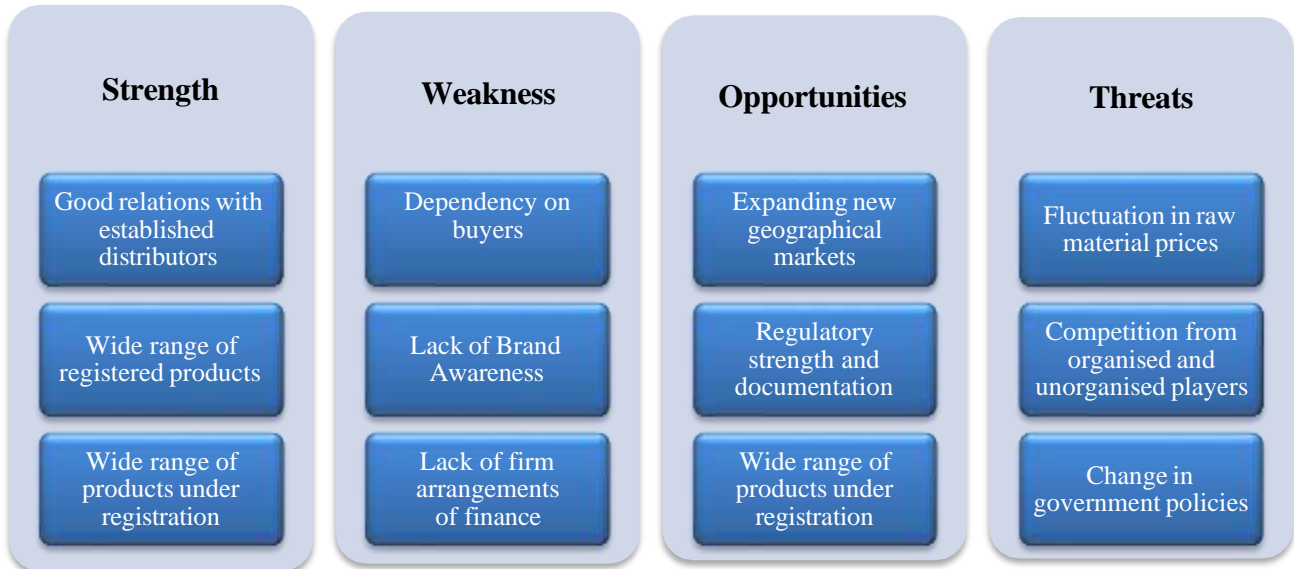 Strength
Good relations with
established
distributors
Wide range of
registered products
Wide range of
products under
registration
Weakness
Dependency on
buyers
Lack of Brand
Awareness
Lack of firm
arrangements
of finance
Opportunities
Expanding new
geographical
markets
Regulatory
strength and
documentation
Wide range of
products under
registration
Threats
Fluctuation in raw
material prices
Competition from
organised and
unorganised players
Change in
government policies